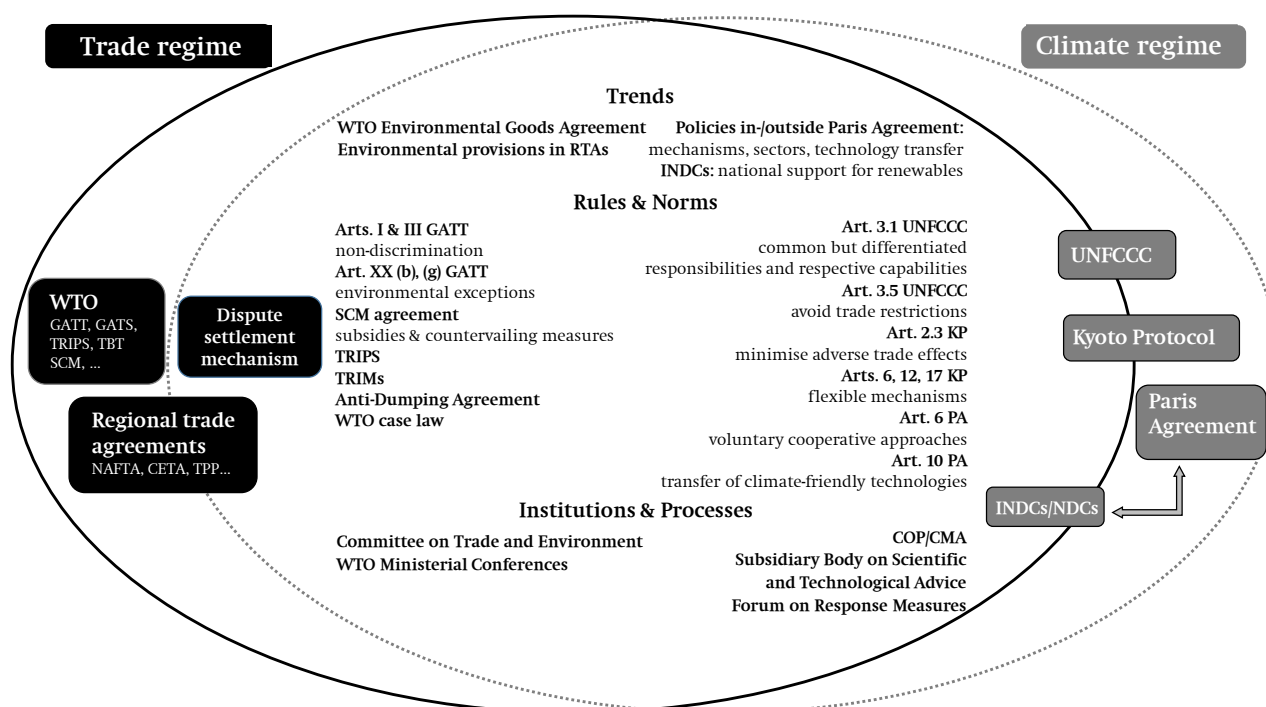 Trade regime
Climate regime
Trends
WTO Environmental Goods Agreement
Environmental provisions in RTAs
Policies in-/outside Paris Agreement:
mechanisms, sectors, technology transfer
INDCs: national support for renewables
Rules & Norms
Arts. I & III GATT
non-discrimination
Art. XX (b), (g) GATT
environmental exceptions
SCM agreement
subsidies & countervailing measures
TRIPS
TRIMs
Anti-Dumping Agreement
WTO case law
Art. 3.1 UNFCCC
common but differentiated
responsibilities and respective capabilities
Art. 3.5 UNFCCC
avoid trade restrictions
Art. 2.3 KP
minimise adverse trade effects
Arts. 6, 12, 17 KP
flexible mechanisms
Art. 6 PA
voluntary cooperative approaches
Art. 10 PA
transfer of climate-friendly technologies
WTO
GATT, GATS,
TRIPS, TBT
SCM, ...
Dispute
settlement
mechanism
Regional trade
agreements
NAFTA, CETA, TPP...
UNFCCC
Kyoto Protocol
Paris
Agreement
INDCs/NDCs
Institutions & Processes
Committee on Trade and Environment
WTO Ministerial Conferences
COP/CMA
Subsidiary Body on Scientific
and Technological Advice
Forum on Response Measures